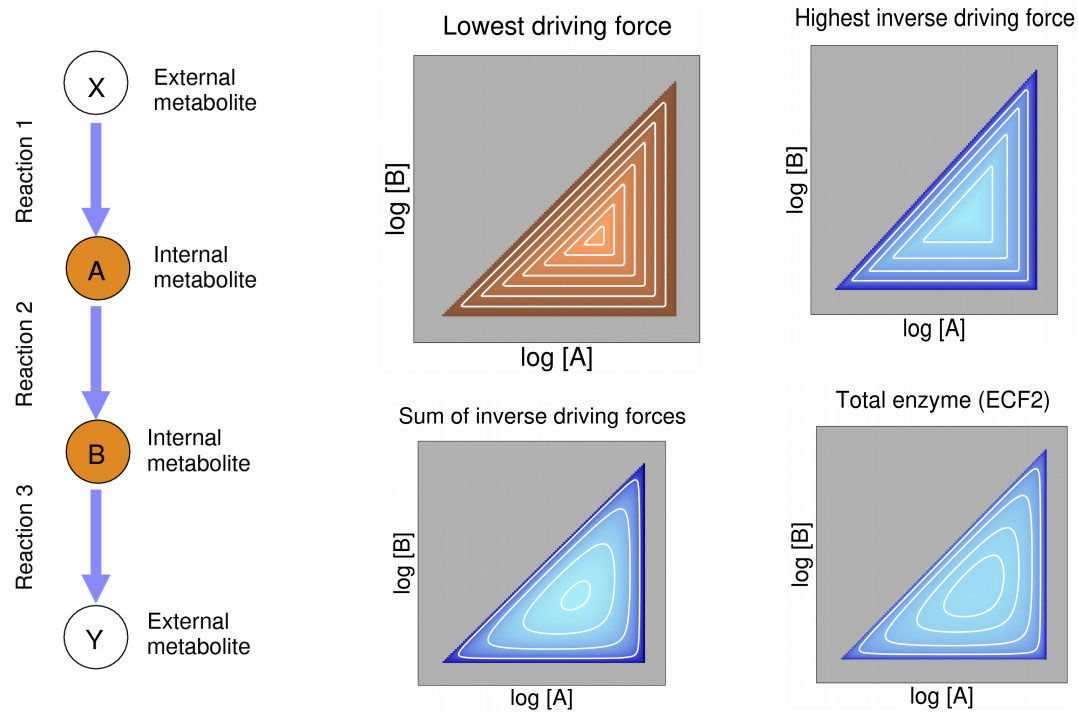 X
External
metabolite
Reaction 1
A
Internal
metabolite
Reaction 2
B
Internal
metabolite
Reaction 3
Y
External
metabolite
Lowest driving force
log [B]
log [A]
Highest inverse driving force
log [B]
log [A]
Sum of inverse driving forces
log [B]
log [A]
Total enzyme (ECF2)
log [B]
log [A]